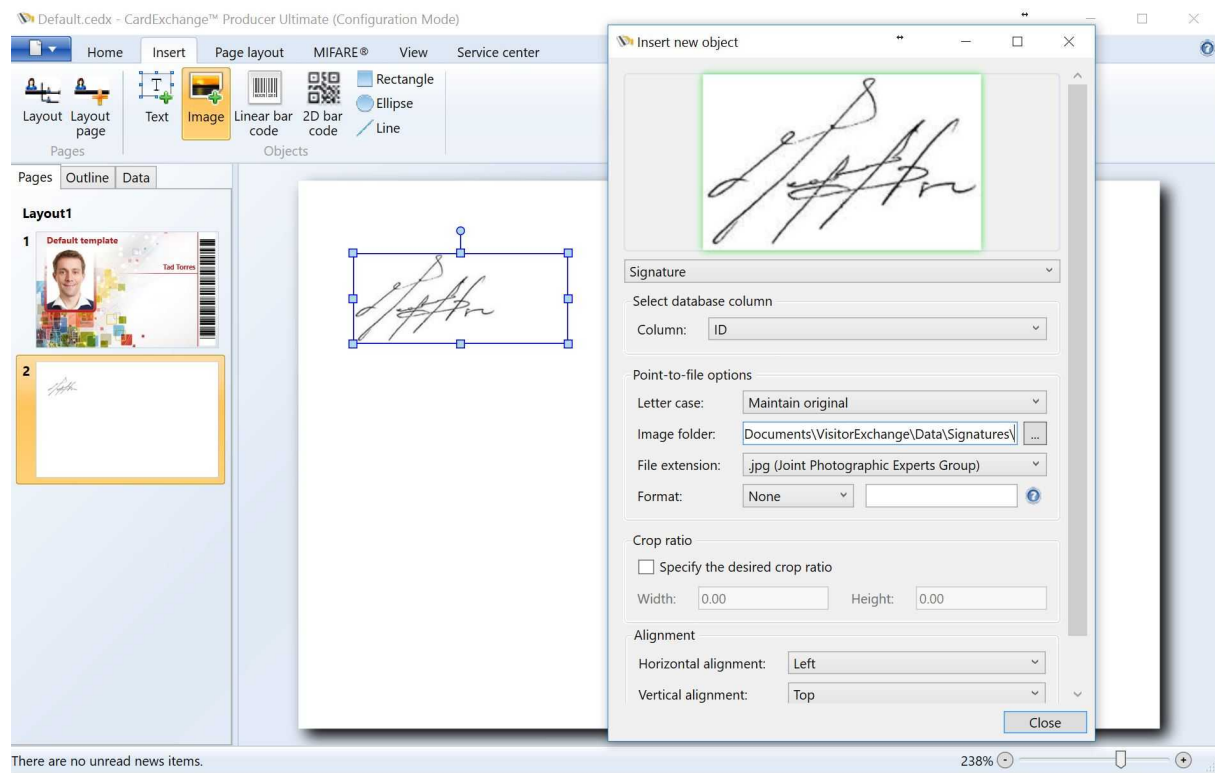 Default.cedx - CardExchange™ Producer Ultimate (Configuration Mode)
Home Insert Page layout MIFARE® View Service center
Layout
Layout page
Text
Image
Linear bar code
2D bar code
Rectangle
Ellipse
Line
Pages
Objects
Pages Outline Data
Layout1
1
Default template
Tad Torres
2
Insert new object
Signature
Select database column
Column: ID
Point-to-file options
Letter case: Maintain original
Image folder: Documents\VisitorExchange\Data\Signatures\ ...
File extension: .jpg (Joint Photographic Experts Group)
Format: None
Crop ratio
Specify the desired crop ratio
Width: 0.00 Height: 0.00
Alignment
Horizontal alignment: Left
Vertical alignment: Top
Close
There are no unread news items.
238%